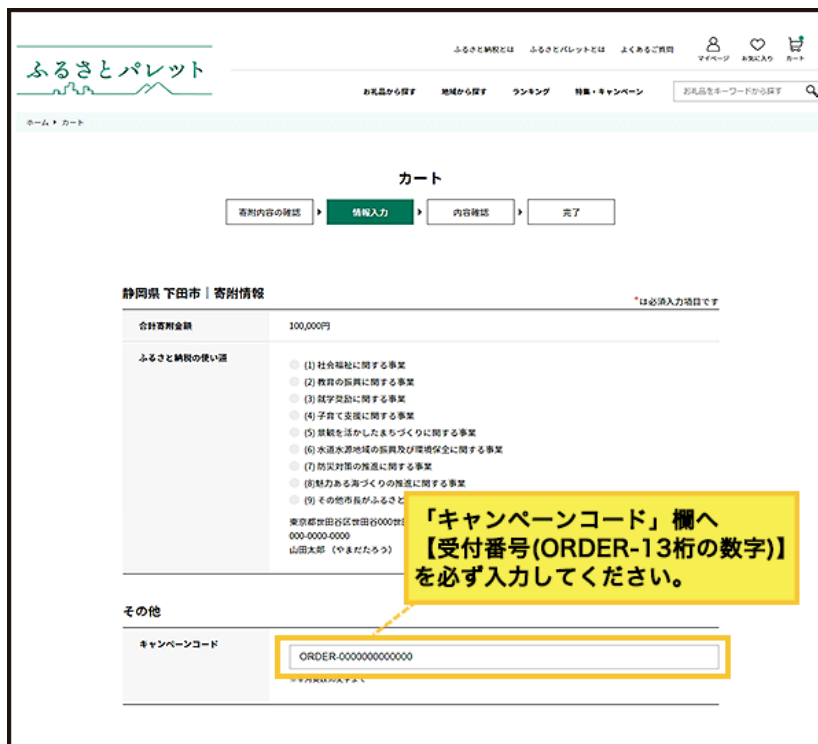 ふるさと納税とは ふるさとパレットとは よくあるご質問
マイページ お気に入り カート
ふるさとパレット
お礼品から探す 地域から探す ランキング 特集・キャンペーン お礼品をキーワードから探す
ホーム カート
カート
寄附内容の確認 情報入力 内容確認 完了
静岡県 下田市｜寄附情報
*は必須入力項目です
合計寄附金額 100,000円
ふるさと納税の使い道
(1) 社会福祉に関する事業
(2) 教育の振興に関する事業
(3) 就学奨励に関する事業
(4) 子育て支援に関する事業
(5) 景観を活かしたまちづくりに関する事業
(6) 水道水源地域の振興及び環境保全に関する事業
(7) 防災対策の推進に関する事業
(8)魅力ある海づくりの推進に関する事業
(9) その他市長がふるさと
東京都世田谷区世田谷000世
000-0000-0000
山田太郎 （やまだたろう）
「キャンペーンコード」欄へ
【受付番号(ORDER-13桁の数字)】
を必ず入力してください。
その他
キャンペーンコード
ORDER-0000000000000